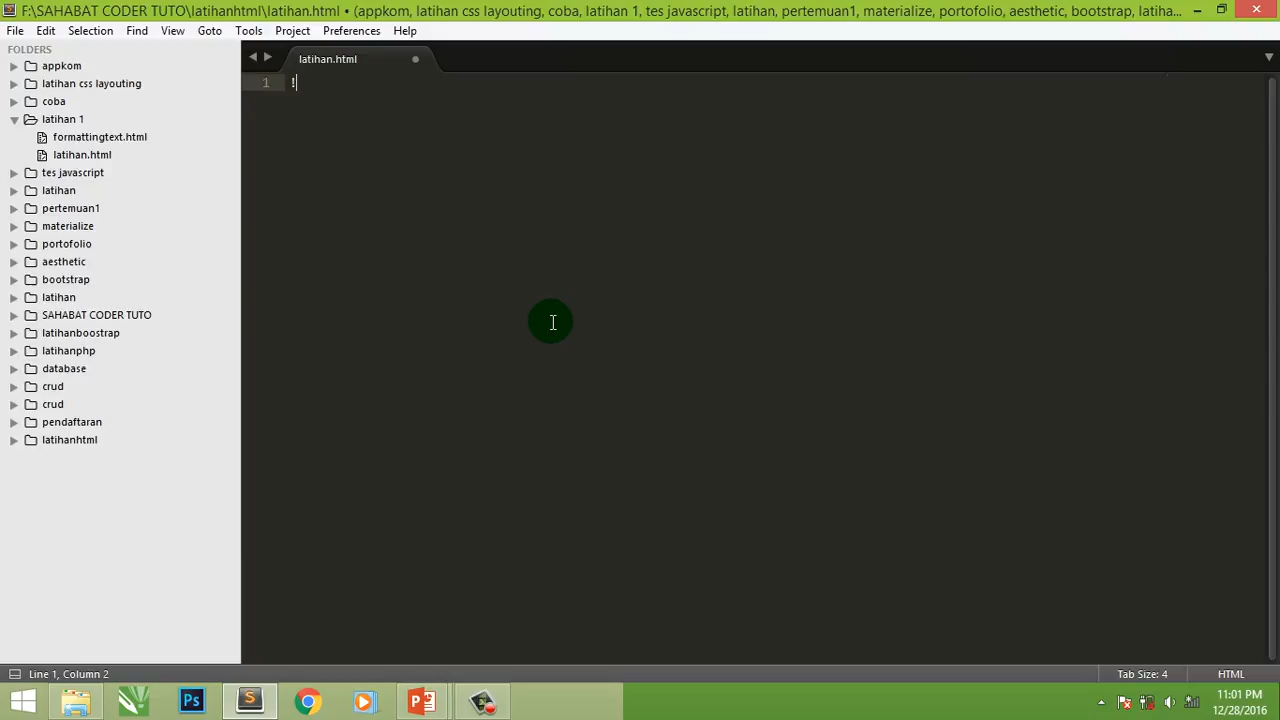 F:\SAHABAT CODER TUTO\latihanhtml\latihan.html • (appkom, latihan css layouting, coba, latihan 1, tes javascript, latihan, pertemuan1, materialize, portofolio, aesthetic, bootstrap, latiha...
File Edit Selection Find View Goto Tools Project Preferences Help
FOLDERS
latihan.html
appkom
1 !
latihan css layouting
coba
latihan 1
formattingtext.html
latihan.html
tes javascript
latihan
pertemuan1
materialize
portofolio
aesthetic
bootstrap
latihan
SAHABAT CODER TUTO
latihanboostrap
latihanphp
database
crud
crud
pendaftaran
latihanhtml
Line 1, Column 2 Tab Size: 4 HTML
Ps
S
11:01 PM
12/28/2016